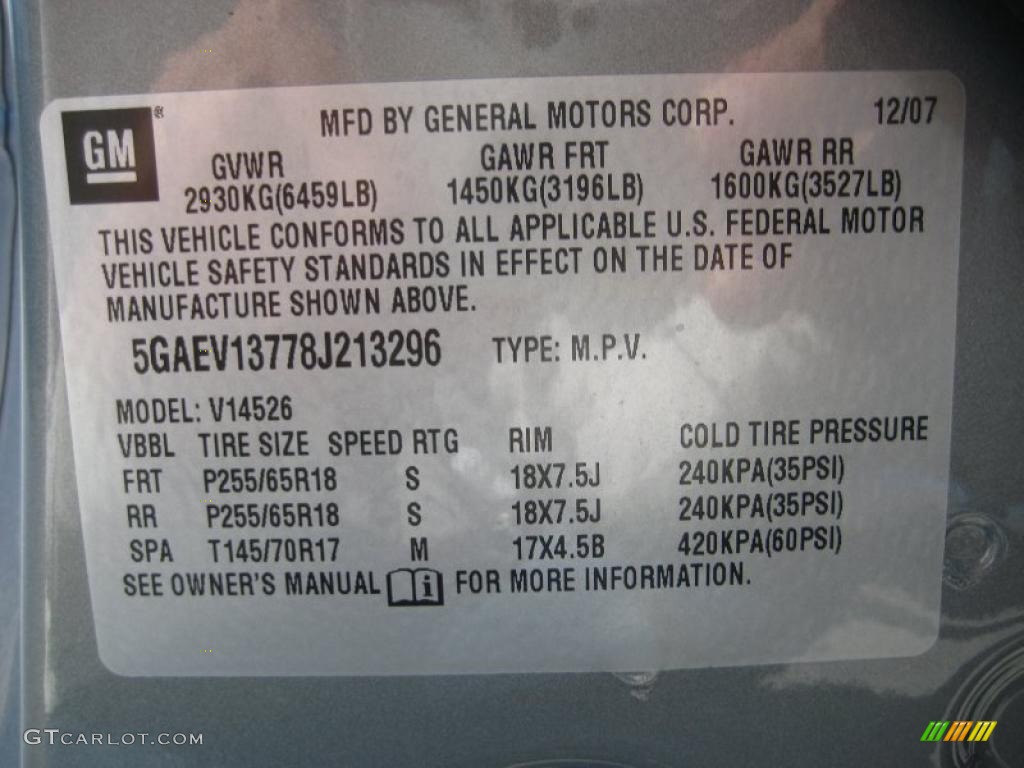 GM® MFD BY GENERAL MOTORS CORP. 12/07
GVWR GAWR FRT GAWR RR
2930KG(6459LB) 1450KG(3196LB) 1600KG(3527LB)
THIS VEHICLE CONFORMS TO ALL APPLICABLE U.S. FEDERAL MOTOR
VEHICLE SAFETY STANDARDS IN EFFECT ON THE DATE OF
MANUFACTURE SHOWN ABOVE.
5GAEV13778J213296 TYPE: M.P.V.
MODEL: V14526
VBBL TIRE SIZE SPEED RTG RIM COLD TIRE PRESSURE
FRT P255/65R18 S 18X7.5J 240KPA(35PSI)
RR P255/65R18 S 18X7.5J 240KPA(35PSI)
SPA T145/70R17 M 17X4.5B 420KPA(60PSI)
SEE OWNER'S MANUAL i FOR MORE INFORMATION.
GTCARLOT.COM